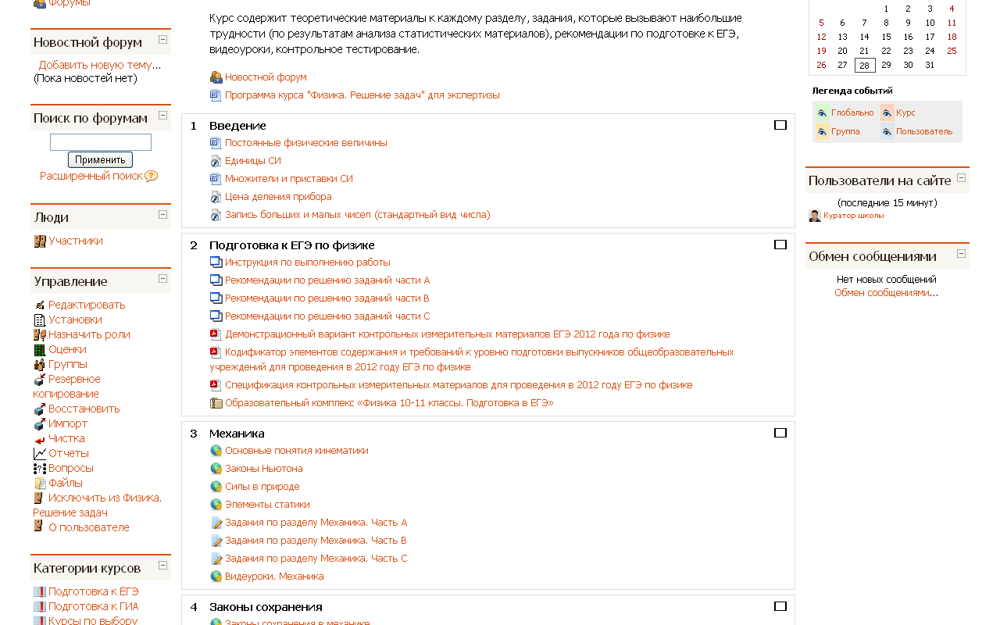 Форумы
Новостной форум
Добавить новую тему...
(Пока новостей нет)
Поиск по форумам
Применить
Расширенный поиск
Люди
Участники
Управление
Редактировать
Установки
Назначить роли
Оценки
Группы
Резервное
копирование
Восстановить
Импорт
Чистка
Отчеты
Вопросы
Файлы
Исключить из Физика.
Решение задач
О пользователе
Категории курсов
Подготовка к ЕГЭ
Подготовка к ГИА
Курсы по выбору
Курс содержит теоретические материалы к каждому разделу, задания, которые вызывают наибольшие
трудности (по результатам анализа статистических материалов), рекомендации по подготовке к ЕГЭ,
видеоуроки, контрольное тестирование.
Новостной форум
Программа курса "Физика. Решение задач" для экспертизы
1 Введение
Постоянные физические величины
Единицы СИ
Множители и приставки СИ
Цена деления прибора
Запись больших и малых чисел (стандартный вид числа)
2 Подготовка к ЕГЭ по физике
Инструкция по выполнению работы
Рекомендации по решению заданий части А
Рекомендации по решению заданий части В
Рекомендации по решению заданий части С
Демонстрационный вариант контрольных измерительных материалов ЕГЭ 2012 года по физике
Кодификатор элементов содержания и требований к уровню подготовки выпускников общеобразовательных
учреждений для проведения в 2012 году ЕГЭ по физике
Спецификация контрольных измерительных материалов для проведения в 2012 году ЕГЭ по физике
Образовательный комплекс «Физика 10-11 классы. Подготовка в ЕГЭ»
3 Механика
Основные понятия кинематики
Законы Ньютона
Силы в природе
Элементы статики
Задания по разделу Механика. Часть А
Задания по разделу Механика. Часть В
Задания по разделу Механика. Часть С
Видеуроки. Механика
4 Законы сохранения
Законы сохранения в механике
1 2 3 4
5 6 7 8 9 10 11
12 13 14 15 16 17 18
19 20 21 22 23 24 25
26 27 28 29 30 31
Легенда событий
Глобально Курс
Группа Пользователь
Пользователи на сайте
(последние 15 минут)
Куратор школы
Обмен сообщениями
Нет новых сообщений
Обмен сообщениями...